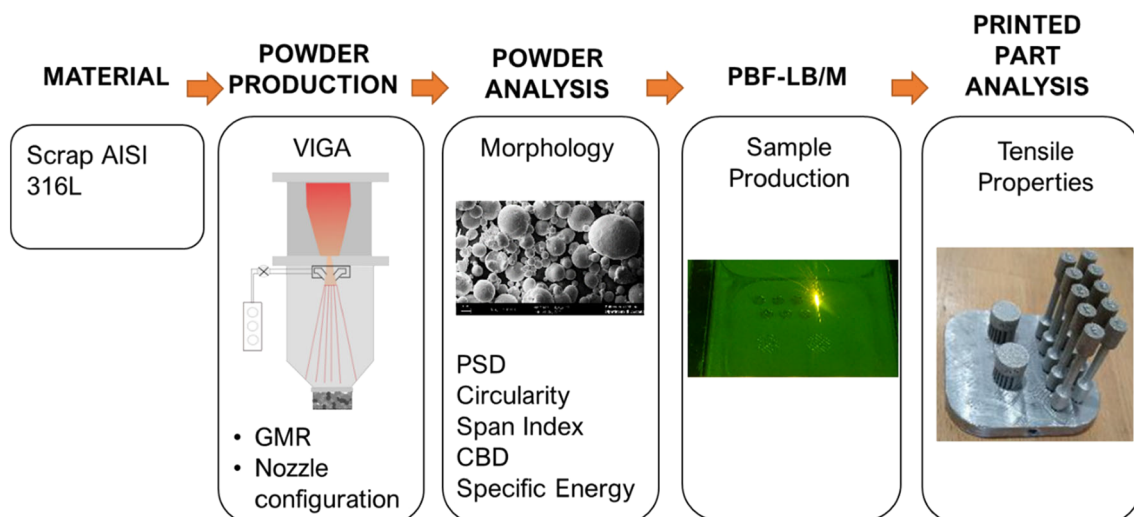 MATERIAL
POWDER
PRODUCTION
POWDER
ANALYSIS
PBF-LB/M
PRINTED
PART
ANALYSIS
Scrap AISI
316L
VIGA
• GMR
• Nozzle
configuration
Morphology
PSD
Circularity
Span Index
CBD
Specific Energy
Sample
Production
Tensile
Properties